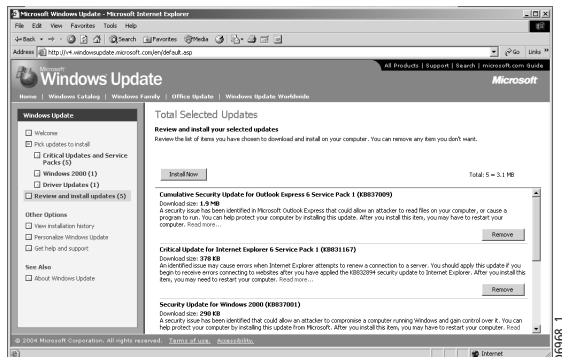 Microsoft Windows Update - Microsoft Internet Explorer
File Edit View Favorites Tools Help
Back Search Favorites Media
Address http://v4.windowsupdate.microsoft.com/en/default.asp Go Links »
All Products | Support | Search | microsoft.com Guide
Microsoft
Windows Update
Microsoft
Home | Windows Catalog | Windows Family | Office Update | Windows Update Worldwide
Windows Update
Welcome
Pick updates to install
Critical Updates and Service
Packs (5)
Windows 2000 (1)
Driver Updates (1)
Review and install updates (5)
Other Options
View installation history
Personalize Windows Update
Get help and support
See Also
About Windows Update
Total Selected Updates
Review and install your selected updates
Review the list of items you have chosen to download and install on your computer. You can remove any item you don't want.
Install Now
Total: 5 = 3.1 MB
Cumulative Security Update for Outlook Express 6 Service Pack 1 (KB837009)
Download size: 1.9 MB
A security issue has been identified in Microsoft Outlook Express that could allow an attacker to read files on your computer, or cause a
program to run. You can help protect your computer by installing this update. After you install this item, you may have to restart your
computer. Read more...
Remove
Critical Update for Internet Explorer 6 Service Pack 1 (KB831167)
Download size: 378 KB
An identified issue may cause errors when Internet Explorer attempts to renew a connection to a server. You should apply this update if you
begin to receive errors connecting to websites after you have applied the KB832894 security update to Internet Explorer. After you install this
item, you may need to restart your computer. Read more...
Remove
Security Update for Windows 2000 (KB837001)
Download size: 298 KB
A security issue has been identified that could allow an attacker to compromise a computer running Windows and gain control over it. You can
help protect your computer by installing this update from Microsoft. After you install this item, you may have to restart your computer. Read
© 2004 Microsoft Corporation. All rights reserved. Terms of use. Accessibility.
Internet